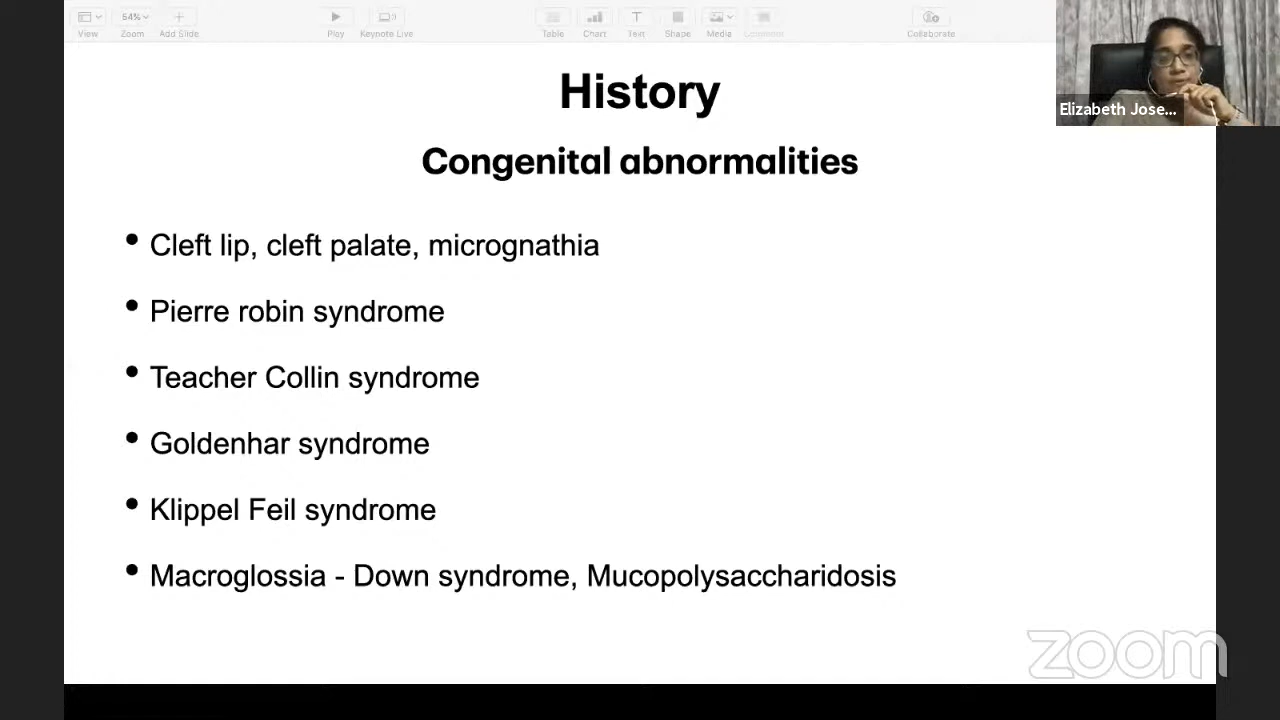 54%
View
Zoom
Add Slide
Play
Keynote Live
Table
Chart
Text
Shape
Media
Comment
Collaborate
Elizabeth Jose...
History
Congenital abnormalities
• Cleft lip, cleft palate, micrognathia
• Pierre robin syndrome
• Teacher Collin syndrome
• Goldenhar syndrome
• Klippel Feil syndrome
• Macroglossia - Down syndrome, Mucopolysaccharidosis
zoom